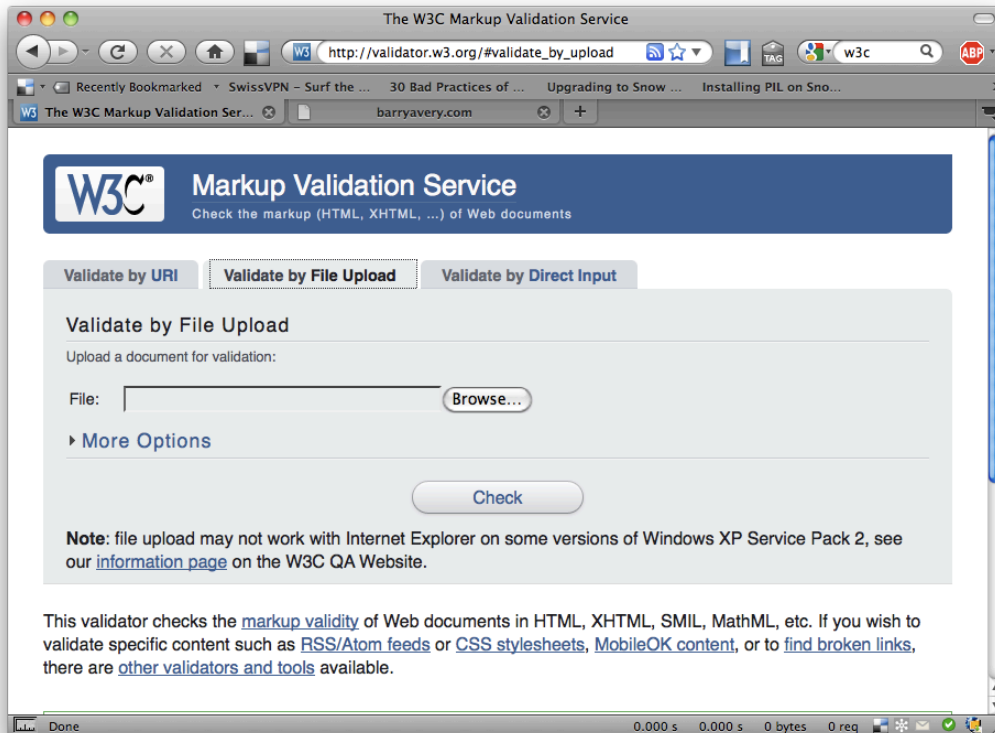 The W3C Markup Validation Service
W3 http://validator.w3.org/#validate_by_upload TAG w3c ABP
Recently Bookmarked SwissVPN – Surf the ... 30 Bad Practices of ... Upgrading to Snow ... Installing PIL on Sno...
W3 The W3C Markup Validation Ser... barryavery.com +
W3C® Markup Validation Service
Check the markup (HTML, XHTML, ...) of Web documents
Validate by URI Validate by File Upload Validate by Direct Input
Validate by File Upload
Upload a document for validation:
File: Browse...
More Options
Check
Note: file upload may not work with Internet Explorer on some versions of Windows XP Service Pack 2, see
our information page on the W3C QA Website.
This validator checks the markup validity of Web documents in HTML, XHTML, SMIL, MathML, etc. If you wish to
validate specific content such as RSS/Atom feeds or CSS stylesheets, MobileOK content, or to find broken links,
there are other validators and tools available.
Done 0.000 s 0.000 s 0 bytes 0 req